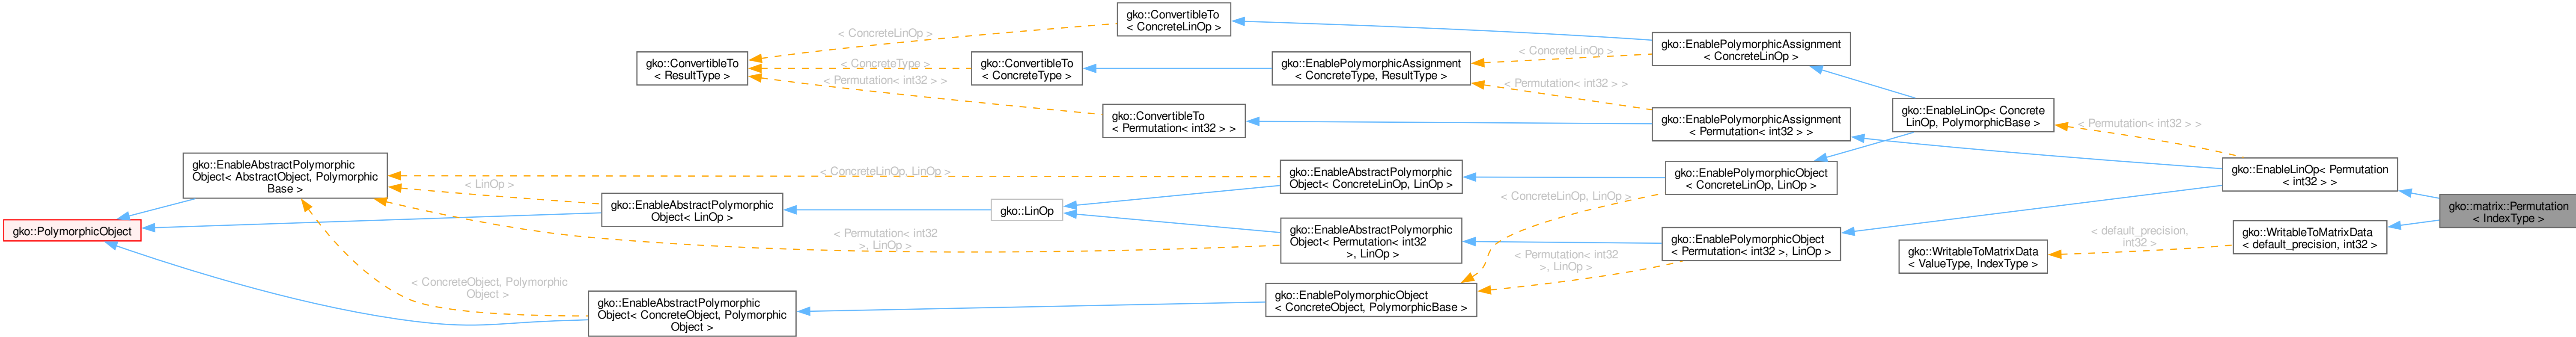 gko::ConvertibleTo
< ConcreteLinOp >
< ConcreteLinOp >
gko::EnablePolymorphicAssignment
< ConcreteLinOp >
< ConcreteLinOp >
gko::ConvertibleTo
< ResultType >
< ConcreteType >
gko::ConvertibleTo
< ConcreteType >
gko::EnablePolymorphicAssignment
< ConcreteType, ResultType >
< Permutation< int32 > >
< Permutation< int32 > >
gko::ConvertibleTo
< Permutation< int32 > >
gko::EnablePolymorphicAssignment
< Permutation< int32 > >
gko::EnableLinOp< Concrete
LinOp, PolymorphicBase >
< Permutation< int32 > >
gko::EnableAbstractPolymorphic
Object< AbstractObject, Polymorphic
Base >
< ConcreteLinOp, LinOp >
< LinOp >
gko::EnableAbstractPolymorphic
Object< ConcreteLinOp, LinOp >
gko::EnablePolymorphicObject
< ConcreteLinOp, LinOp >
gko::EnableLinOp< Permutation
< int32 > >
gko::EnableAbstractPolymorphic
Object< LinOp >
gko::LinOp
< ConcreteLinOp, LinOp >
gko::matrix::Permutation
< IndexType >
gko::PolymorphicObject
< Permutation< int32
>, LinOp >
gko::EnableAbstractPolymorphic
Object< Permutation< int32
>, LinOp >
gko::EnablePolymorphicObject
< Permutation< int32 >, LinOp >
< default_precision,
int32 >
gko::WritableToMatrixData
< default_precision, int32 >
gko::WritableToMatrixData
< ValueType, IndexType >
< Permutation< int32
>, LinOp >
< ConcreteObject, Polymorphic
Object >
gko::EnableAbstractPolymorphic
Object< ConcreteObject, Polymorphic
Object >
gko::EnablePolymorphicObject
< ConcreteObject, PolymorphicBase >